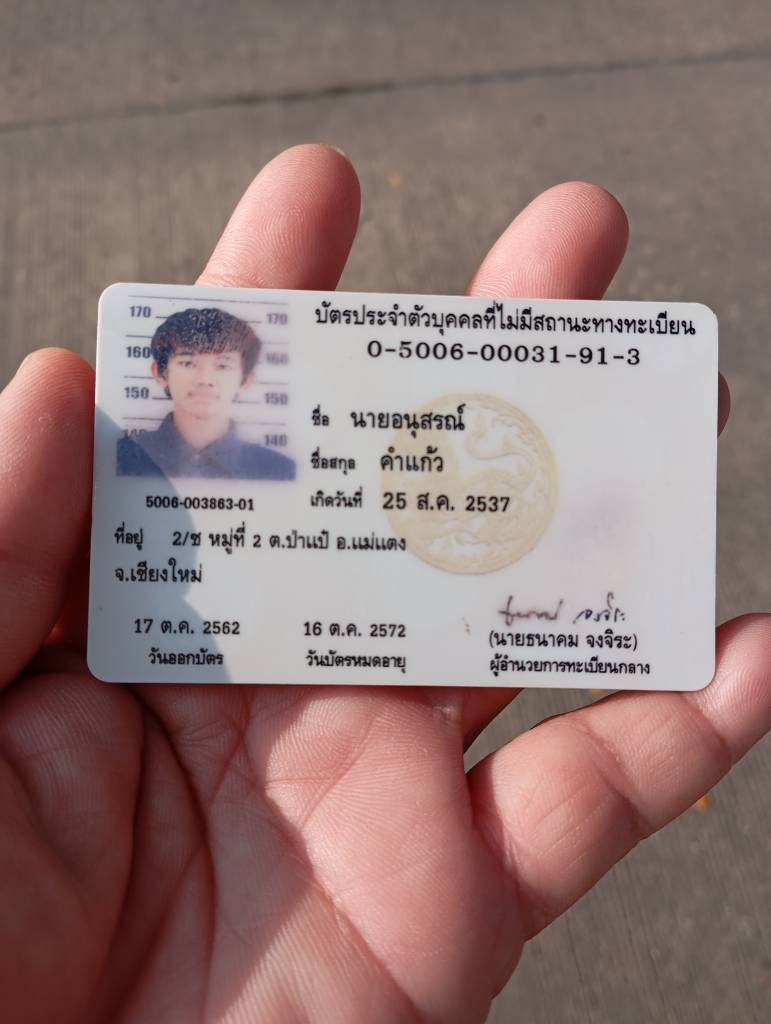 บัตรประจำตัวบุคคลที่ไม่มีสถานะทางทะเบียน
0-5006-00031-91-3
170 170
160 160
150 150
140 140
ชื่อ นายอนุสรณ์
ชื่อสกุล คำแก้ว
5006-003863-01
เกิดวันที่ 25 ส.ค. 2537
ที่อยู่ 2/ช หมู่ที่ 2 ต.ป่าแป๋ อ.แม่แตง
จ.เชียงใหม่
17 ต.ค. 2562
วันออกบัตร
16 ต.ค. 2572
วันบัตรหมดอายุ
(นายธนาคม จงจิระ)
ผู้อำนวยการทะเบียนกลาง